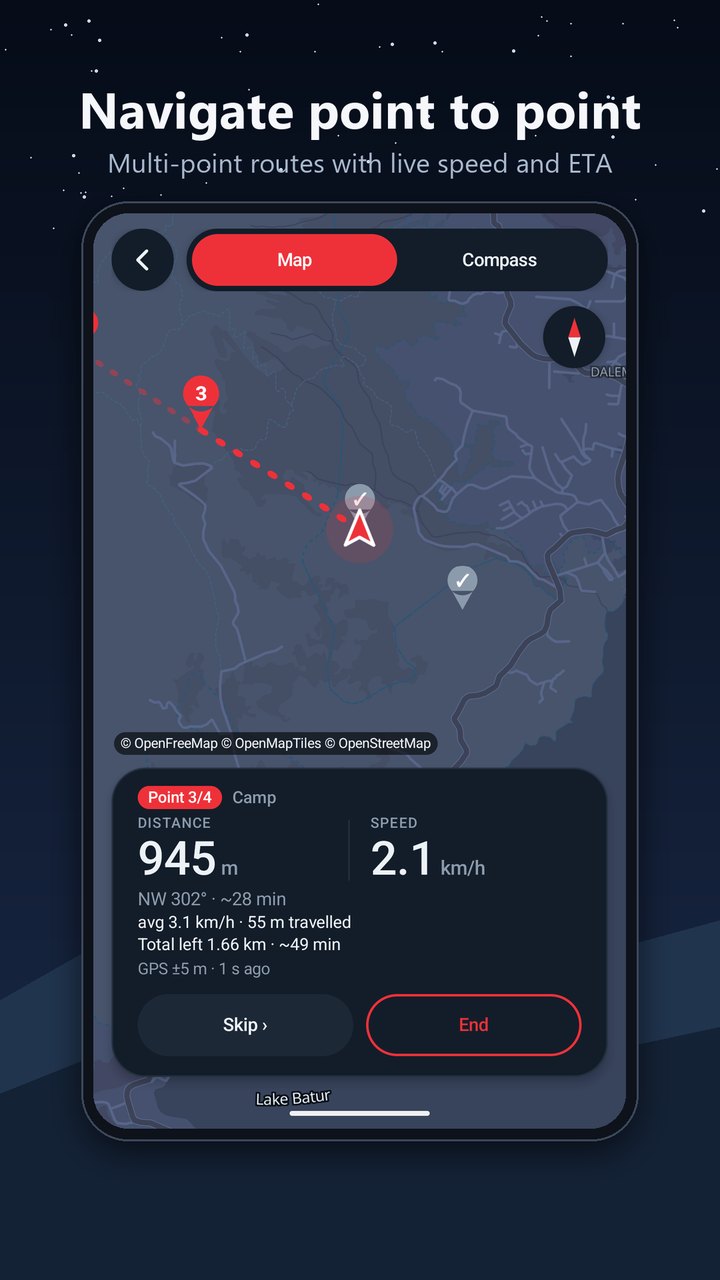 Navigate point to point
Multi-point routes with live speed and ETA
Map
Compass
3
© OpenFreeMap © OpenMapTiles © OpenStreetMap
Point 3/4
Camp
DISTANCE
SPEED
945 m
2.1 km/h
NW 302° · ~28 min
avg 3.1 km/h · 55 m travelled
Total left 1.66 km · ~49 min
GPS ±5 m · 1 s ago
Skip ›
End
Lake Batur